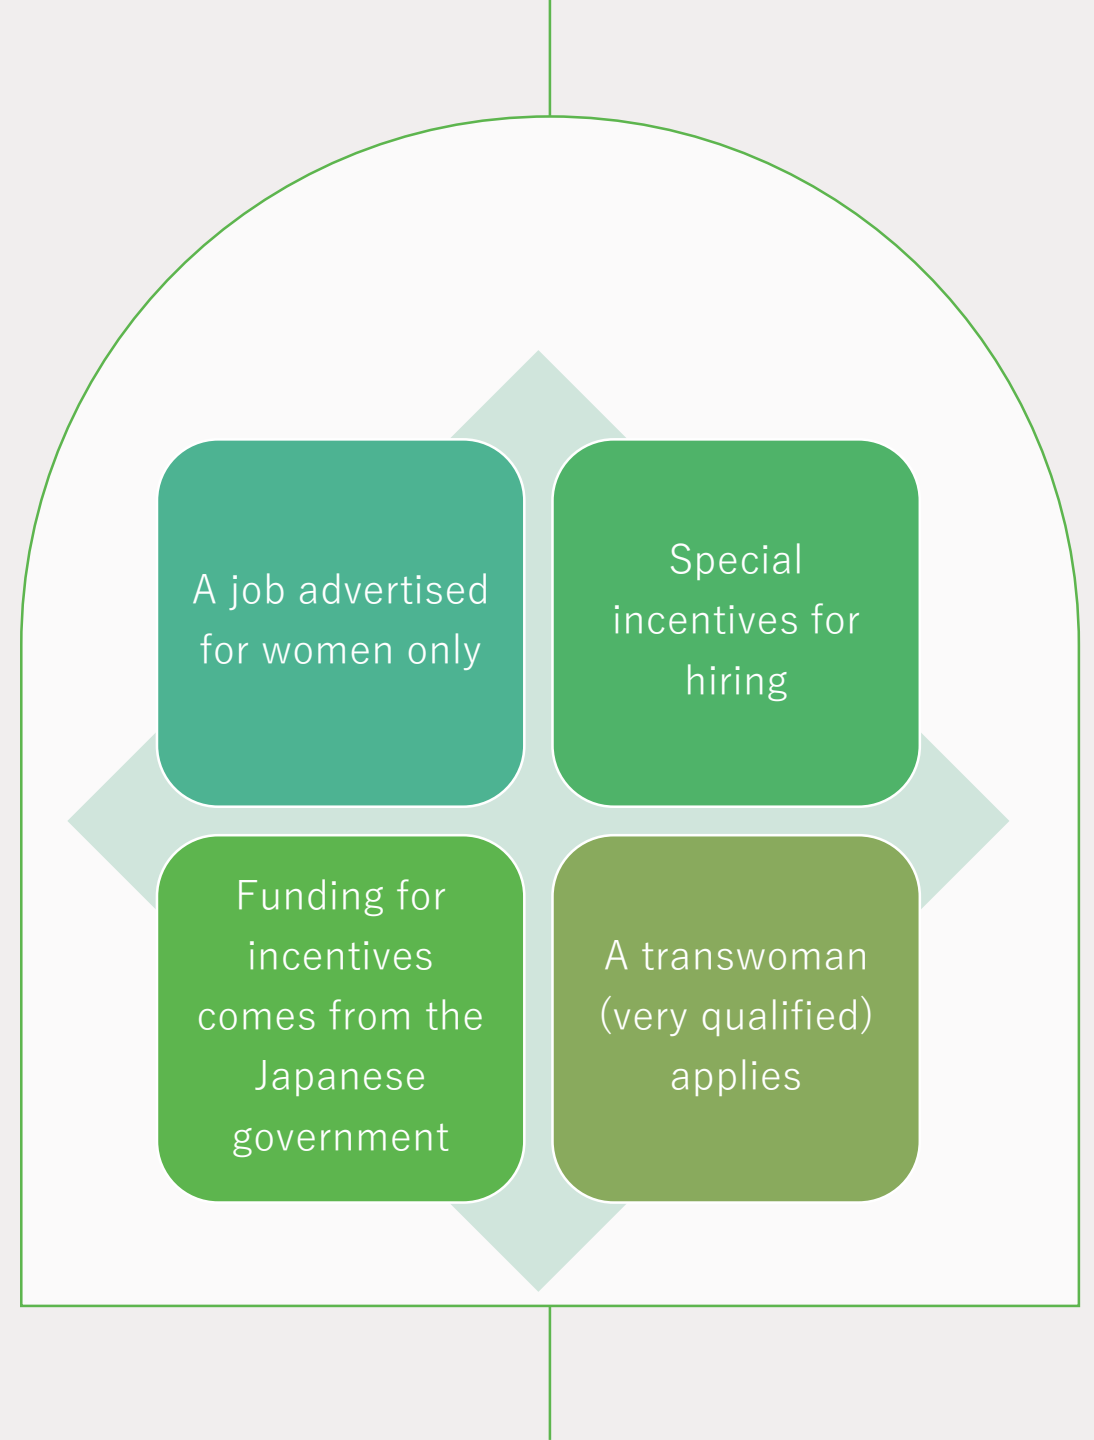 A job advertised
for women only
Special
incentives for
hiring
Funding for
incentives
comes from the
Japanese
government
A transwoman
(very qualified)
applies